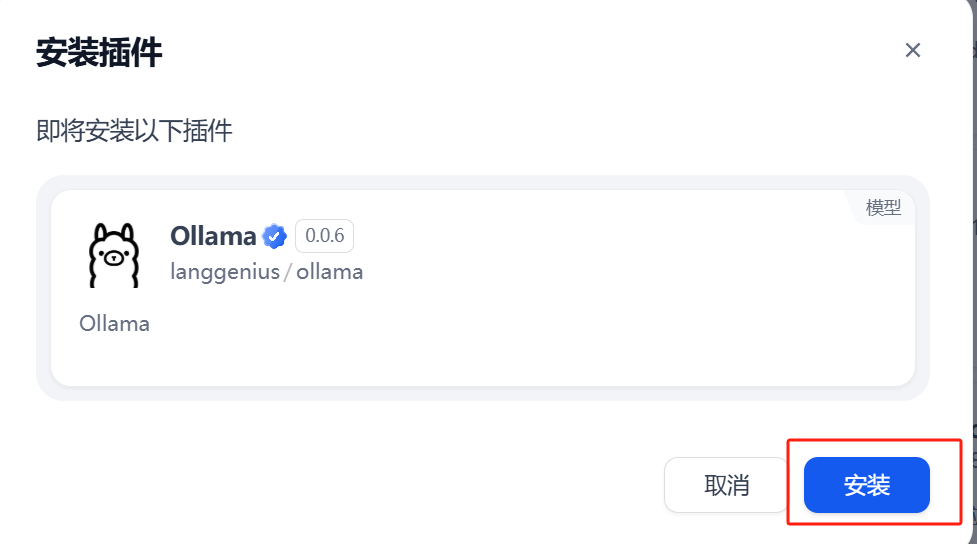 安装插件
即将安装以下插件
模型
Ollama 0.0.6
langgenius / ollama
Ollama
取消
安装